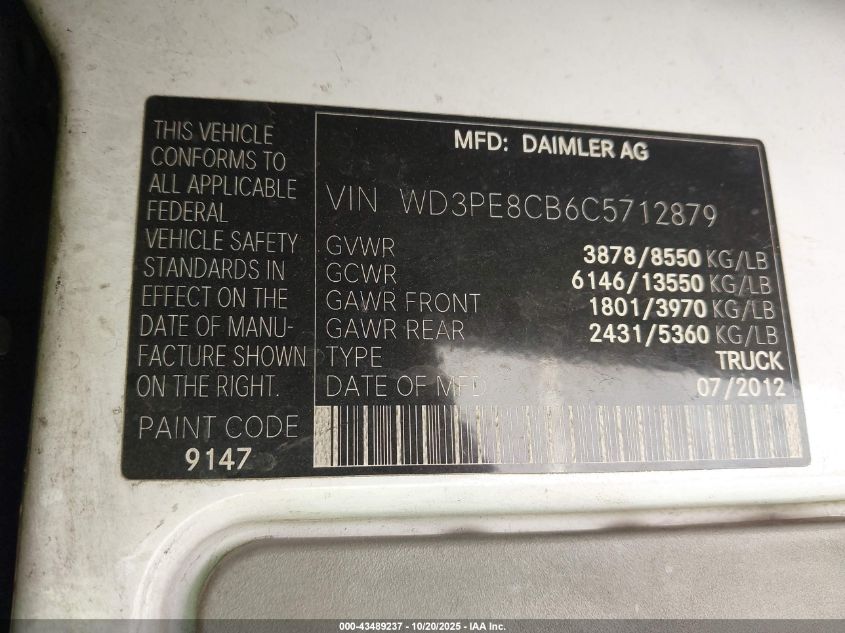 THIS VEHICLE
CONFORMS TO
ALL APPLICABLE
FEDERAL
VEHICLE SAFETY
STANDARDS IN
EFFECT ON THE
DATE OF MANU-
FACTURE SHOWN
ON THE RIGHT.
PAINT CODE
9147
MFD: DAIMLER AG
VIN WD3PE8CB6C5712879
GVWR 3878/8550 KG/LB
GCWR 6146/13550 KG/LB
GAWR FRONT 1801/3970 KG/LB
GAWR REAR 2431/5360 KG/LB
TYPE TRUCK
DATE OF MFD 07/2012
000-43489237 - 10/20/2025 - IAA Inc.